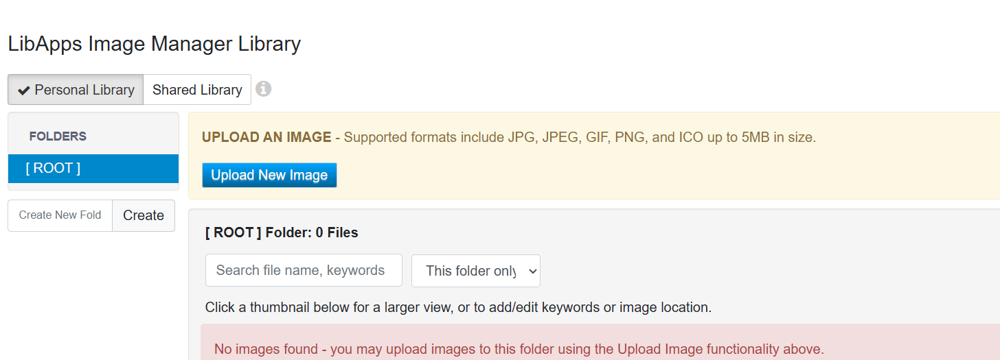 LibApps Image Manager Library
Personal Library Shared Library
FOLDERS
[ ROOT ]
Create New Fold Create
UPLOAD AN IMAGE - Supported formats include JPG, JPEG, GIF, PNG, and ICO up to 5MB in size.
Upload New Image
[ ROOT ] Folder: 0 Files
Search file name, keywords This folder only
Click a thumbnail below for a larger view, or to add/edit keywords or image location.
No images found - you may upload images to this folder using the Upload Image functionality above.